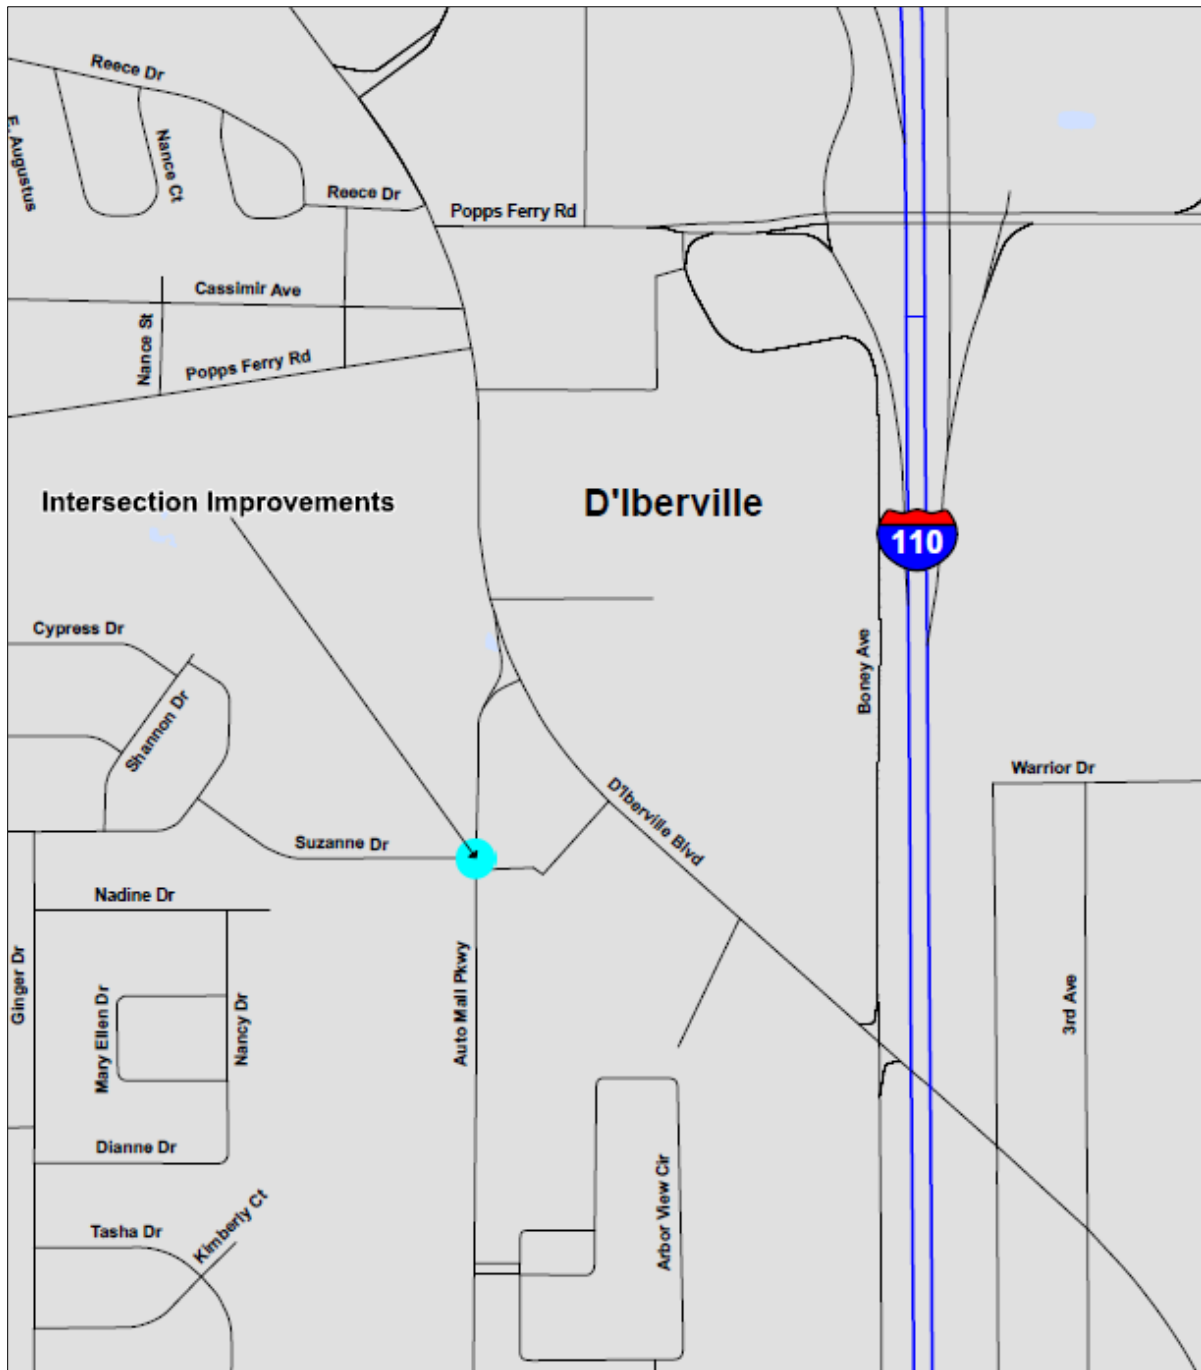 Reece Dr
E. Augustus
Nance Ct
Reece Dr
Popps Ferry Rd
Cassimir Ave
Nance St
Popps Ferry Rd
Intersection Improvements
D'Iberville
110
Cypress Dr
Shannon Dr
Boney Ave
Warrior Dr
D'Iberville Blvd
Suzanne Dr
Nadine Dr
Ginger Dr
Mary Ellen Dr
Nancy Dr
Auto Mall Pkwy
3rd Ave
Dianne Dr
Arbor View Cir
Tasha Dr
Kimberly Ct